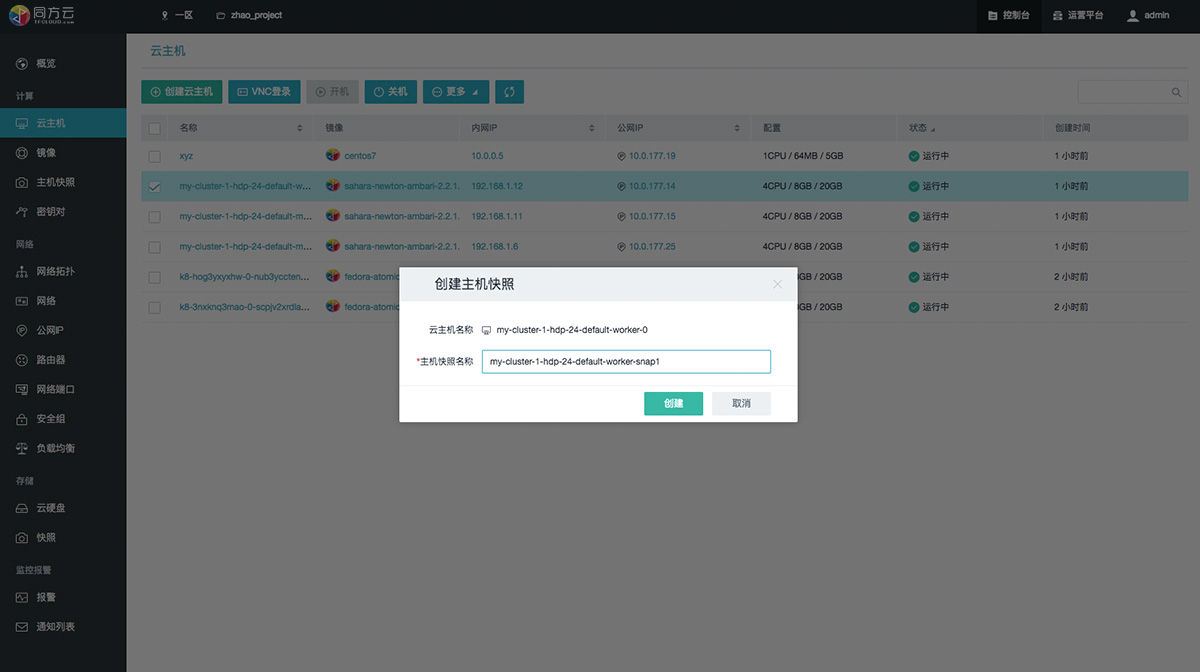 同方云
TFCLOUD.com
一区
zhao_project
控制台
运营平台
admin
概览
计算
云主机
镜像
主机快照
密钥对
网络
网络拓扑
网络
公网IP
路由器
网络端口
安全组
负载均衡
存储
云硬盘
快照
监控报警
报警
通知列表
云主机
创建云主机 VNC登录 开机 关机 更多
名称 镜像 内网IP 公网IP 配置 状态 创建时间
xyz centos7 10.0.0.5 10.0.177.19 1CPU / 64MB / 5GB 运行中 1 小时前
my-cluster-1-hdp-24-default-w... sahara-newton-ambari-2.2.1. 192.168.1.12 10.0.177.14 4CPU / 8GB / 20GB 运行中 1 小时前
my-cluster-1-hdp-24-default-m... sahara-newton-ambari-2.2.1. 192.168.1.11 10.0.177.15 4CPU / 8GB / 20GB 运行中 1 小时前
my-cluster-1-hdp-24-default-m... sahara-newton-ambari-2.2.1. 192.168.1.6 10.0.177.25 4CPU / 8GB / 20GB 运行中 1 小时前
k8-hog3yxyxhw-0-nub3yccten... fedora-atomic GB / 20GB 运行中 2 小时前
k8-3nxknq3mao-0-scpjv2xrdla... fedora-atomic GB / 20GB 运行中 2 小时前
创建主机快照
云主机名称 my-cluster-1-hdp-24-default-worker-0
*主机快照名称 my-cluster-1-hdp-24-default-worker-snap1
创建 取消